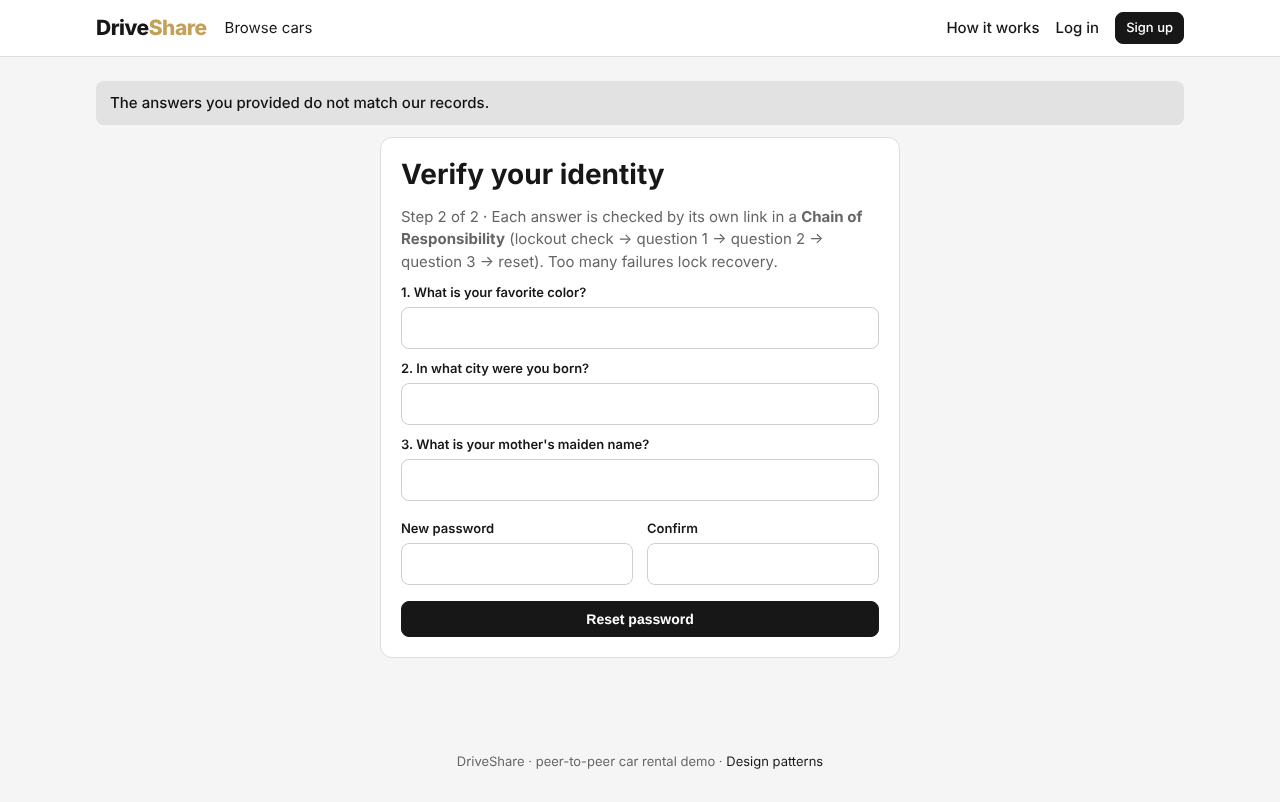 DriveShare Browse cars How it works Log in Sign up
The answers you provided do not match our records.
Verify your identity
Step 2 of 2 · Each answer is checked by its own link in a Chain of
Responsibility (lockout check → question 1 → question 2 →
question 3 → reset). Too many failures lock recovery.
1. What is your favorite color?
2. In what city were you born?
3. What is your mother's maiden name?
New password Confirm
Reset password
DriveShare · peer-to-peer car rental demo · Design patterns